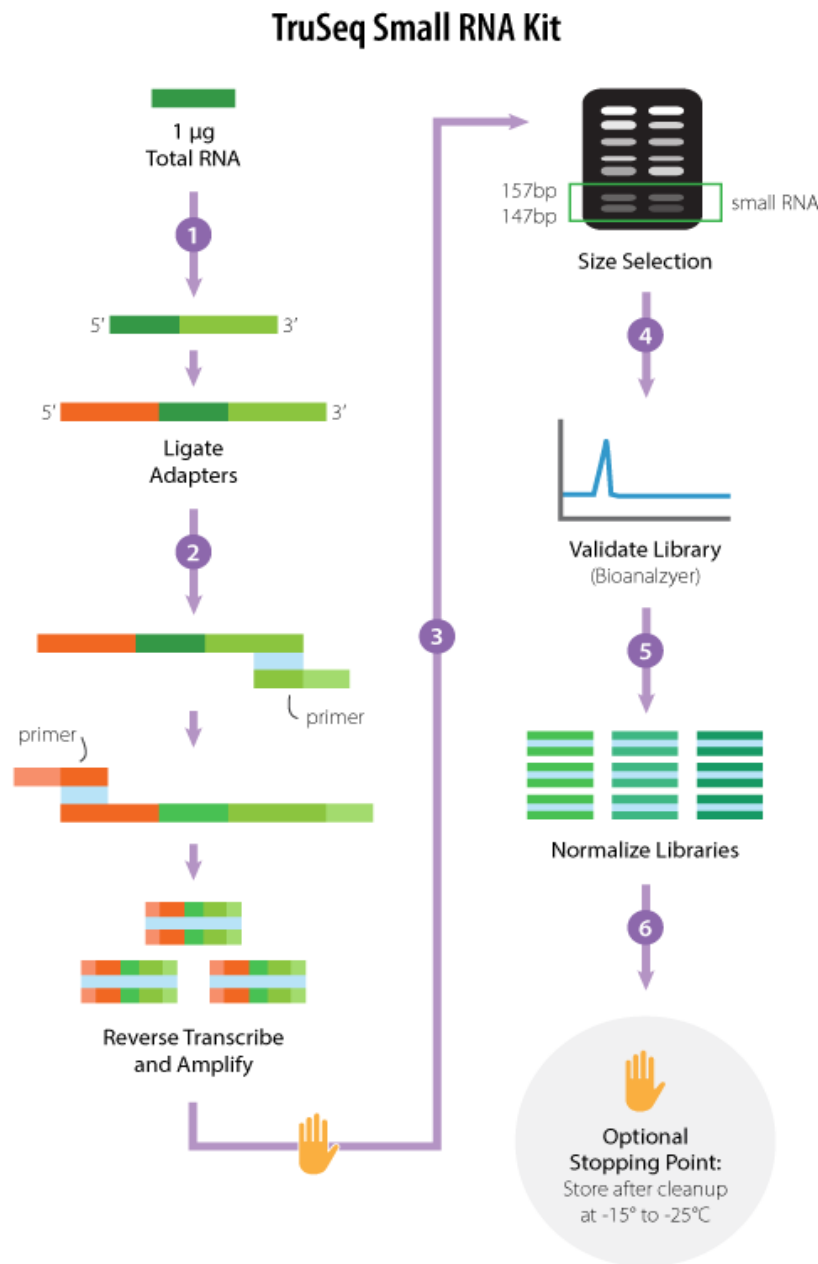 TruSeq Small RNA Kit
1 µg
Total RNA
1
5’
3’
5’
3’
Ligate
Adapters
2
primer
primer
Reverse Transcribe
and Amplify
3
157bp
147bp
small RNA
Size Selection
4
Validate Library
(Bioanalzyer)
5
Normalize Libraries
6
Optional
Stopping Point:
Store after cleanup
at -15° to -25°C